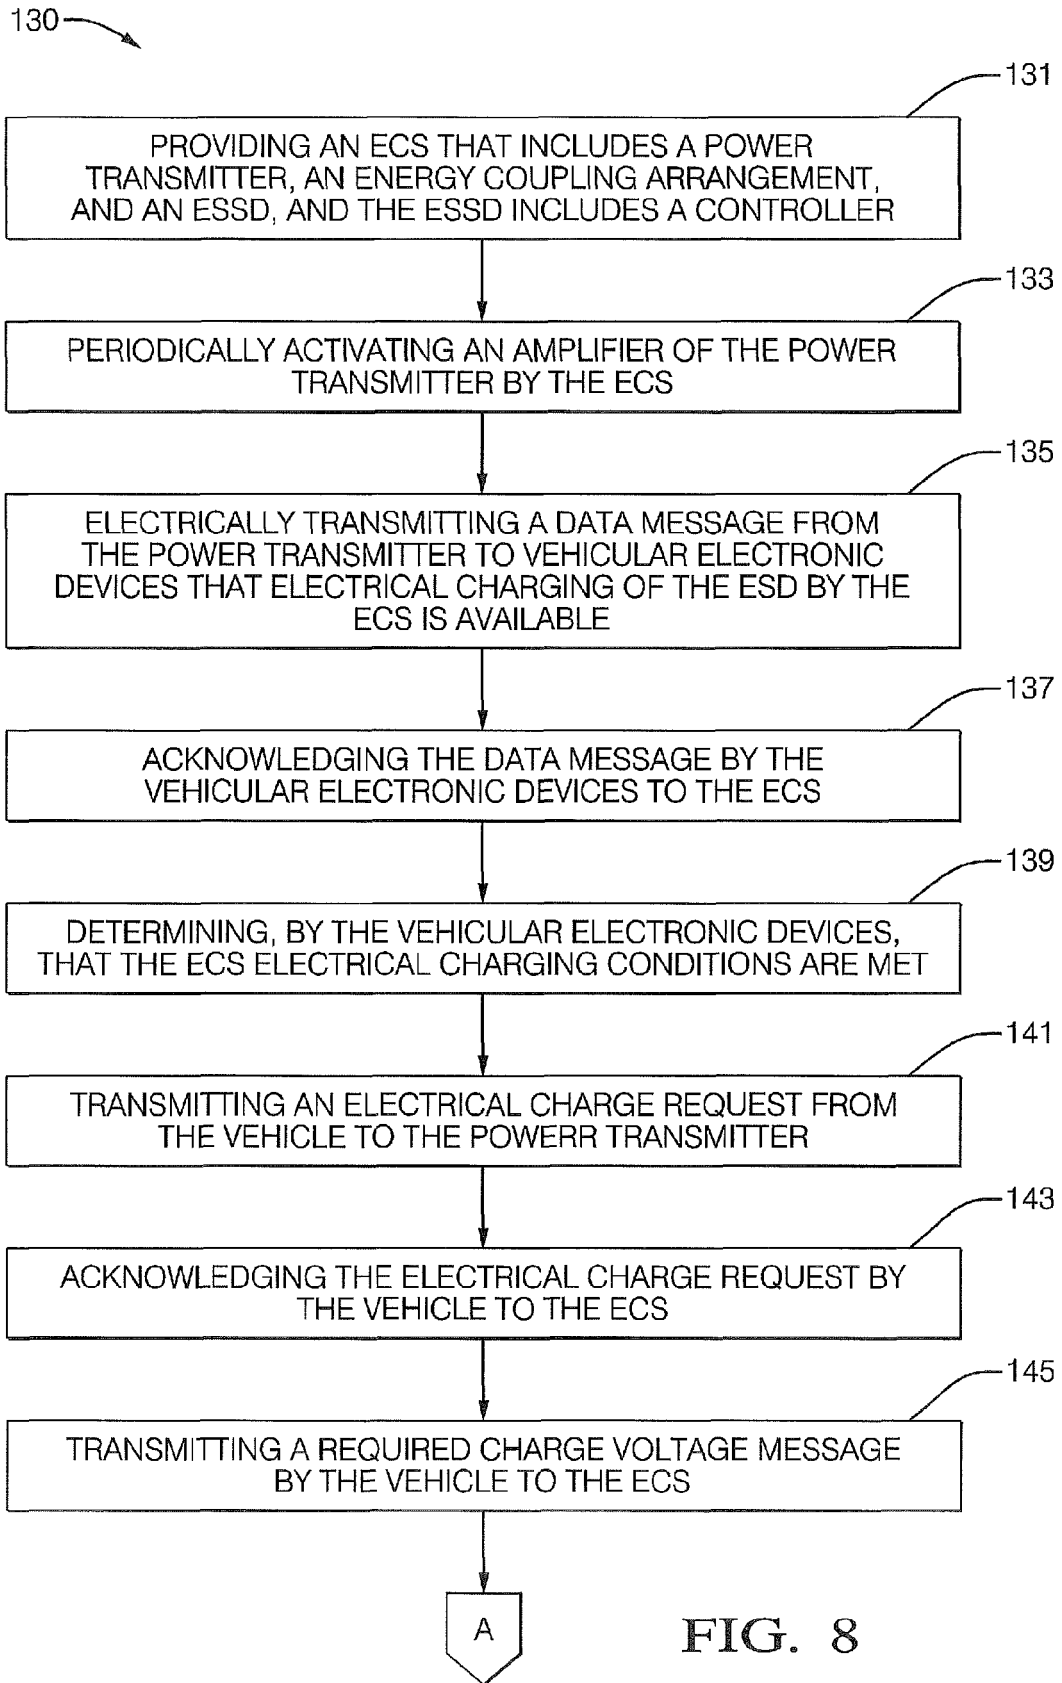 130
131
PROVIDING AN ECS THAT INCLUDES A POWER
TRANSMITTER, AN ENERGY COUPLING ARRANGEMENT,
AND AN ESSD, AND THE ESSD INCLUDES A CONTROLLER
133
PERIODICALLY ACTIVATING AN AMPLIFIER OF THE POWER
TRANSMITTER BY THE ECS
135
ELECTRICALLY TRANSMITTING A DATA MESSAGE FROM
THE POWER TRANSMITTER TO VEHICULAR ELECTRONIC
DEVICES THAT ELECTRICAL CHARGING OF THE ESD BY THE
ECS IS AVAILABLE
137
ACKNOWLEDGING THE DATA MESSAGE BY THE
VEHICULAR ELECTRONIC DEVICES TO THE ECS
139
DETERMINING, BY THE VEHICULAR ELECTRONIC DEVICES,
THAT THE ECS ELECTRICAL CHARGING CONDITIONS ARE MET
141
TRANSMITTING AN ELECTRICAL CHARGE REQUEST FROM
THE VEHICLE TO THE POWERR TRANSMITTER
143
ACKNOWLEDGING THE ELECTRICAL CHARGE REQUEST BY
THE VEHICLE TO THE ECS
145
TRANSMITTING A REQUIRED CHARGE VOLTAGE MESSAGE
BY THE VEHICLE TO THE ECS
A
FIG. 8